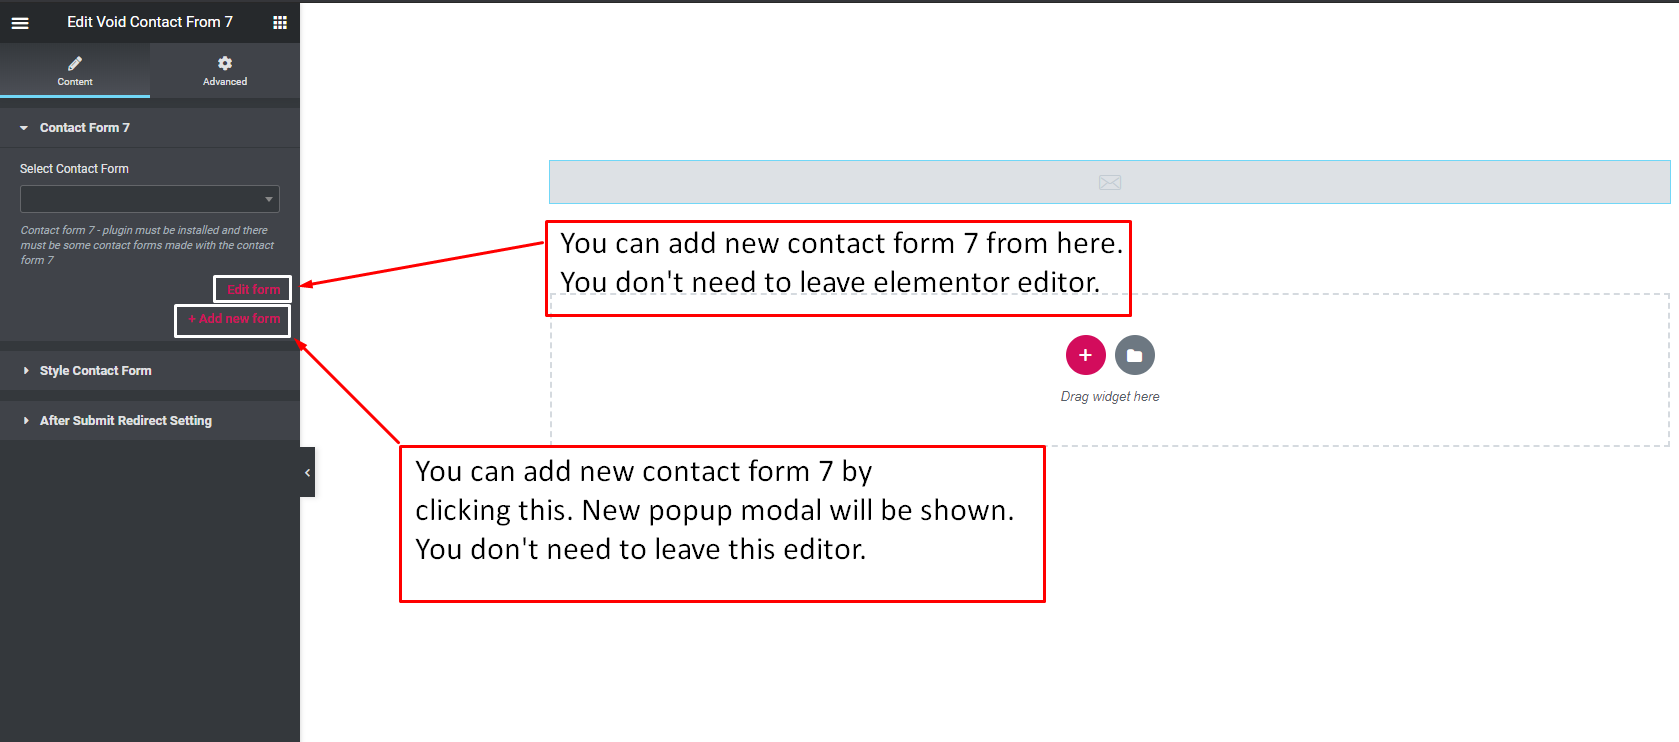 Edit Void Contact From 7
Content
Advanced
Contact Form 7
Select Contact Form
Contact form 7 - plugin must be installed and there
must be some contact forms made with the contact
form 7
Edit form
+ Add new form
Style Contact Form
After Submit Redirect Setting
You can add new contact form 7 from here.
You don't need to leave elementor editor.
Drag widget here
You can add new contact form 7 by
clicking this. New popup modal will be shown.
You don't need to leave this editor.